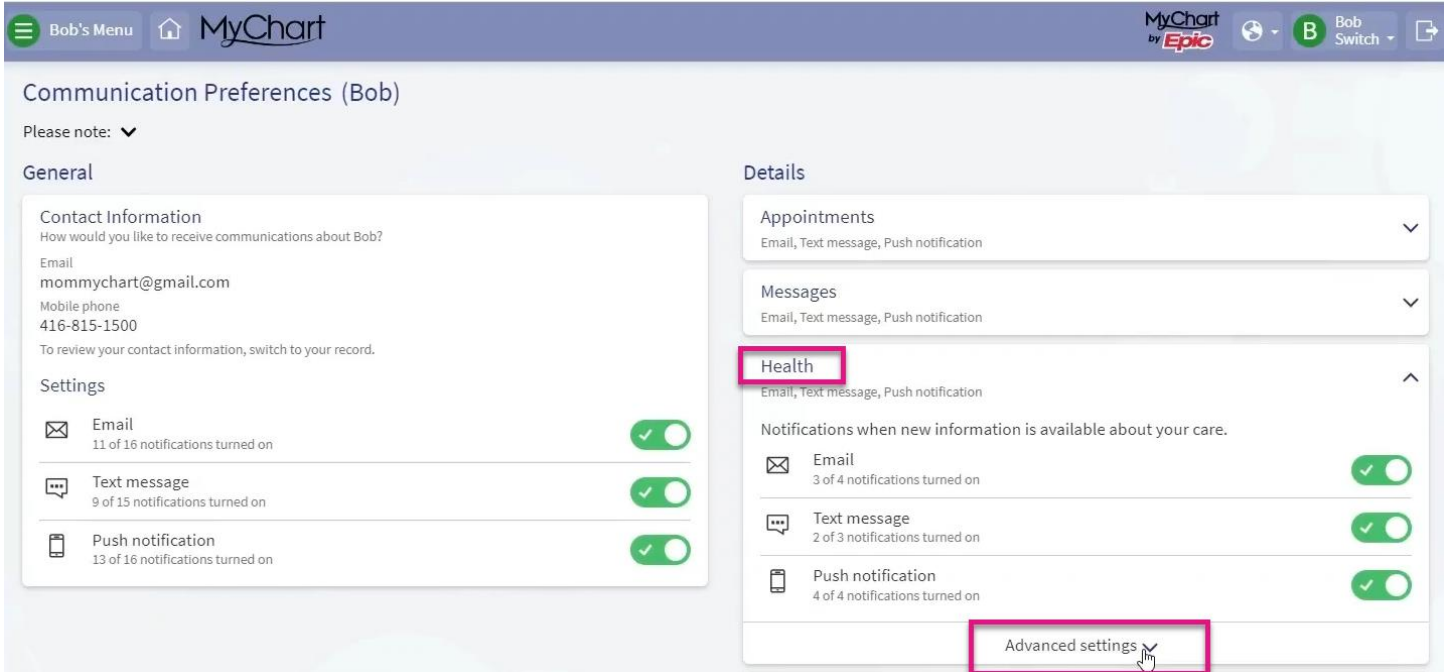 Bob's Menu
MyChart
MyChart
by Epic
B
Bob
Switch
Communication Preferences (Bob)
Please note:
General
Contact Information
How would you like to receive communications about Bob?
Email
mommychart@gmail.com
Mobile phone
416-815-1500
To review your contact information, switch to your record.
Settings
Email
11 of 16 notifications turned on
Text message
9 of 15 notifications turned on
Push notification
13 of 16 notifications turned on
Details
Appointments
Email, Text message, Push notification
Messages
Email, Text message, Push notification
Health
Email, Text message, Push notification
Notifications when new information is available about your care.
Email
3 of 4 notifications turned on
Text message
2 of 3 notifications turned on
Push notification
4 of 4 notifications turned on
Advanced settings